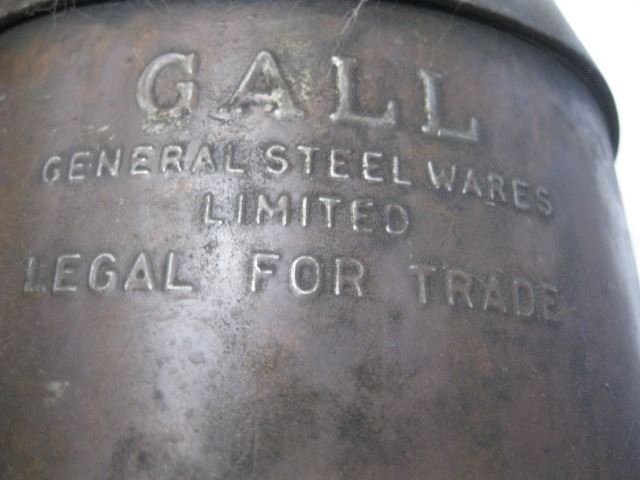 GALL
GENERAL STEEL WARES
LIMITED
LEGAL FOR TRADE